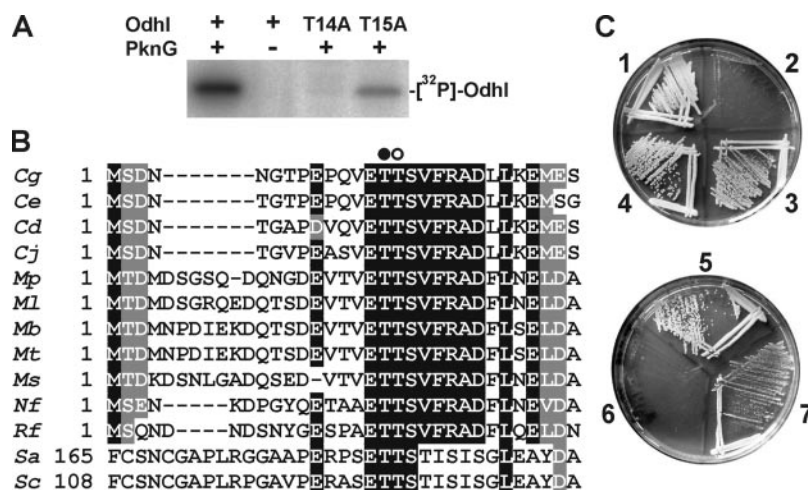 A
OdhI + + T14A T15A
PknG + - + +
-[³²P]-OdhI
B
●○
Cg 1 MSDN-------NGTPEPQVETTSVFRADLLKEMES
Ce 1 MSDN-------TGTPEPQVETTSVFRADLLKEMSG
Cd 1 MSDN-------TGAPDVQVETTSVFRADLLKEMES
Cj 1 MSDN-------TGVPEASVETTSVFRADLLKEMES
Mp 1 MTDMDSGSQ-DQNGDEVTVETTSVFRADFLNELDA
Ml 1 MTDMDSGRQEDQTSDEVTVETTSVFRADFLNELDA
Mb 1 MTDMNPDIEKDQTSDEVTVETTSVFRADFLSELDA
Mt 1 MTDMNPDIEKDQTSDEVTVETTSVFRADFLSELDA
Ms 1 MTDKDSNLGADQSED-VTVETTSVFRADFLNELDA
Nf 1 MSEN-----KDPGYQETAAETTSVFRADFLNEVDA
Rf 1 MSQND----NDSNYGESPAETTSVFRADFLQELDN
Sa 165 FCSNCGAPLRGGAAPERPSETTSTISISGLEAYDA
Sc 108 FCSNCGAPLRPGAVPERASETTSTISISGLEAYDA
C
1 2
4 3
5
6 7